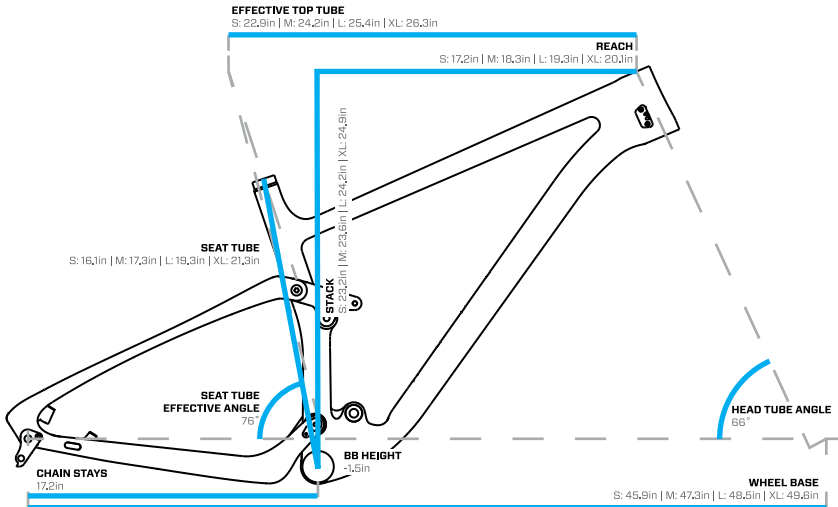 EFFECTIVE TOP TUBE
S: 22.9in | M: 24.2in | L: 25.4in | XL: 26.3in
REACH
S: 17.2in | M: 18.3in | L: 19.3in | XL: 20.1in
STACK
S: 23.2in | M: 23.6in | L: 24.2in | XL: 24.9in
SEAT TUBE
S: 16.1in | M: 17.3in | L: 19.3in | XL: 21.3in
SEAT TUBE
EFFECTIVE ANGLE
76°
HEAD TUBE ANGLE
66°
BB HEIGHT
-1.5in
CHAIN STAYS
17.2in
WHEEL BASE
S: 45.9in | M: 47.3in | L: 48.5in | XL: 49.6in